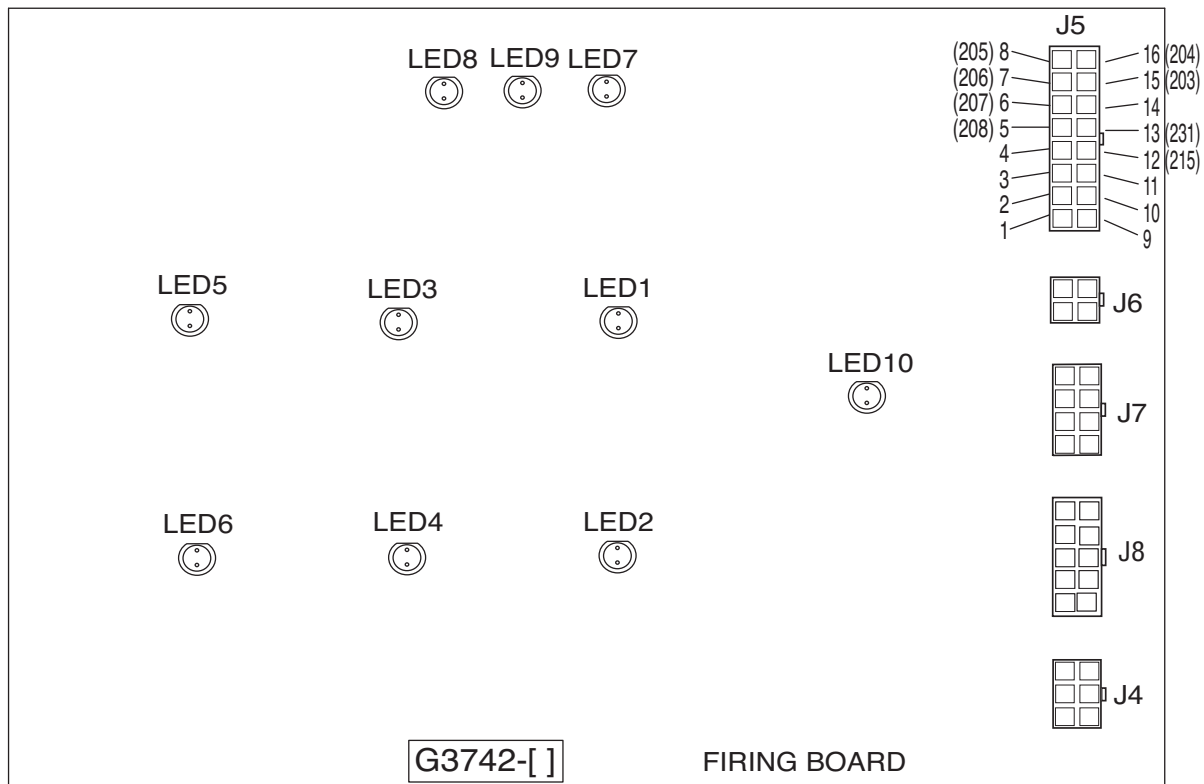 J5
LED8 LED9 LED7
(205) 8
16 (204)
(206) 7
15 (203)
(207) 6
14
(208) 5
13 (231)
4
12 (215)
3
11
2
10
1
9
LED5
LED3
LED1
J6
LED10
J7
LED6
LED4
LED2
J8
J4
G3742-[ ]
FIRING BOARD